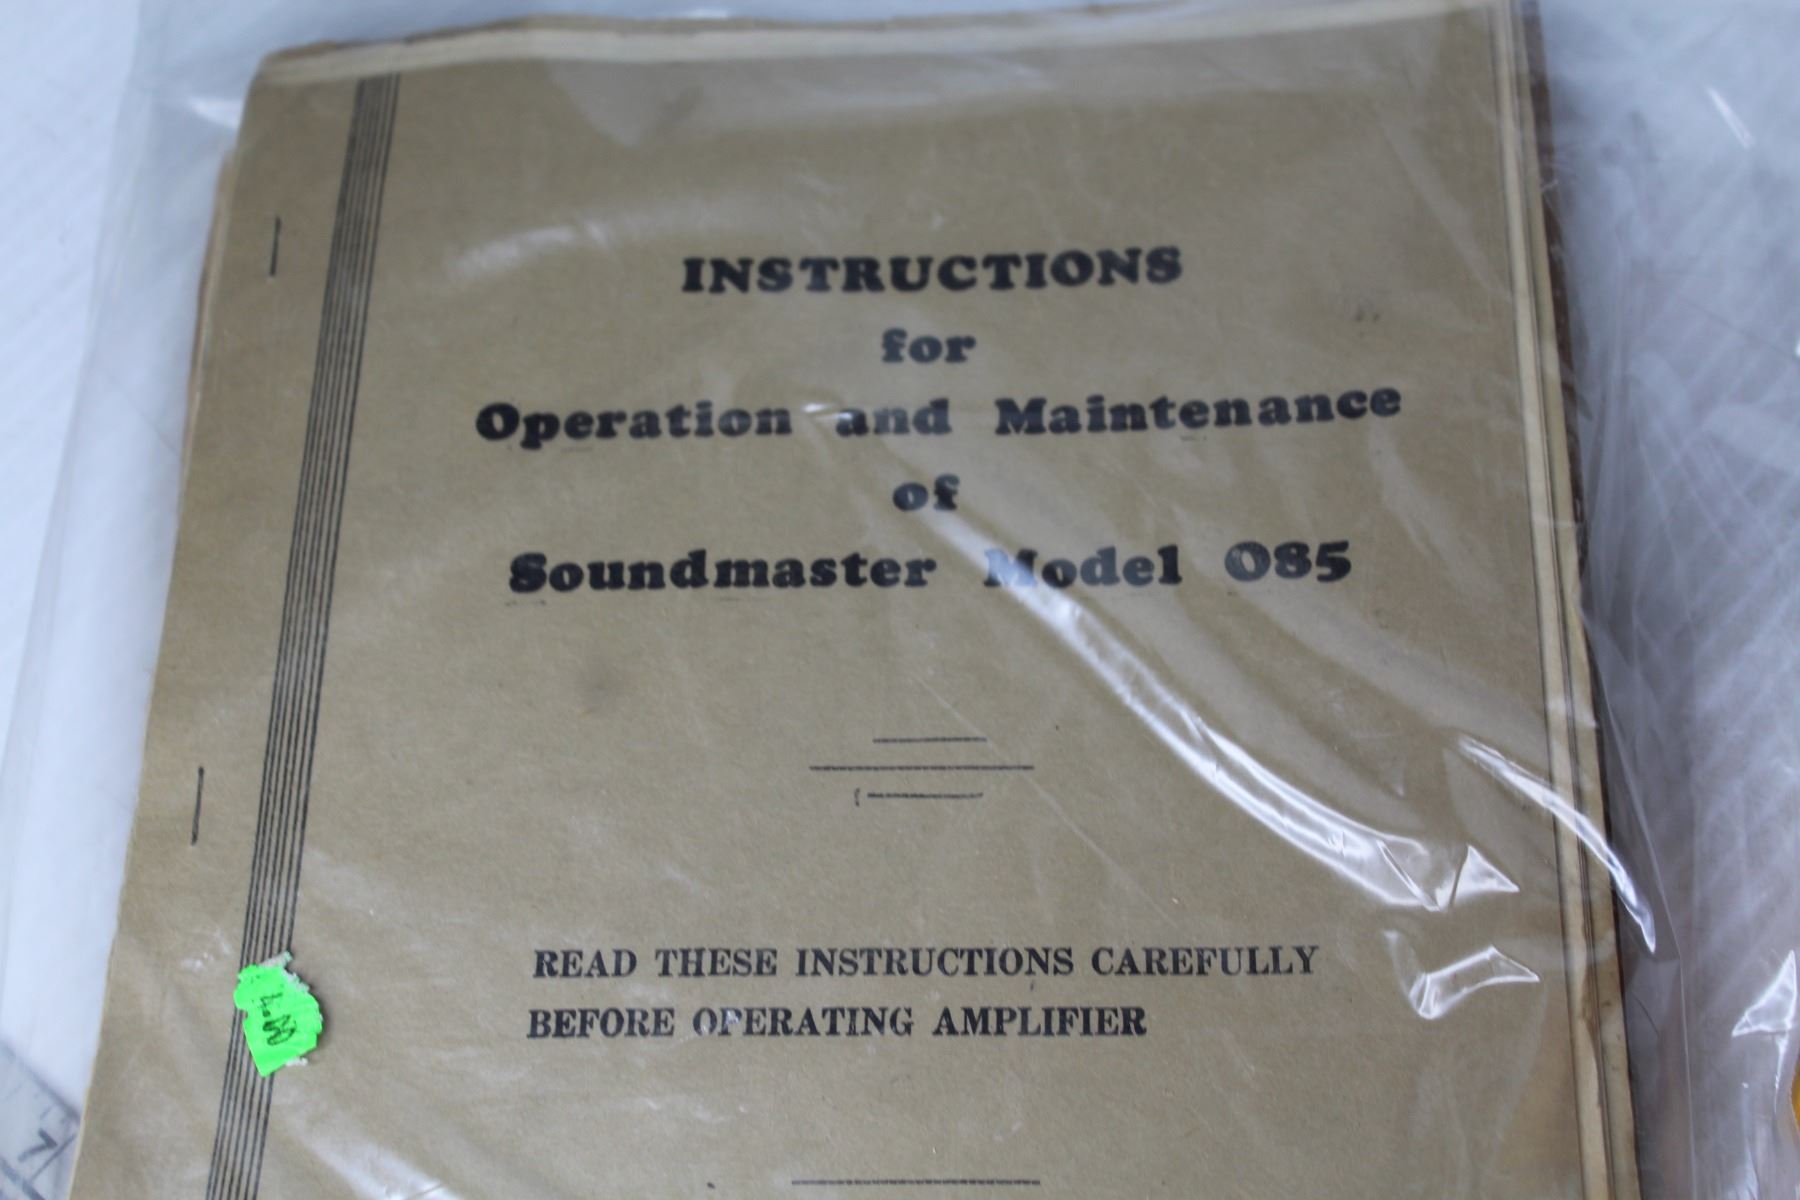 INSTRUCTIONS
for
Operation and Maintenance
of
Soundmaster Model 085
READ THESE INSTRUCTIONS CAREFULLY
BEFORE OPERATING AMPLIFIER